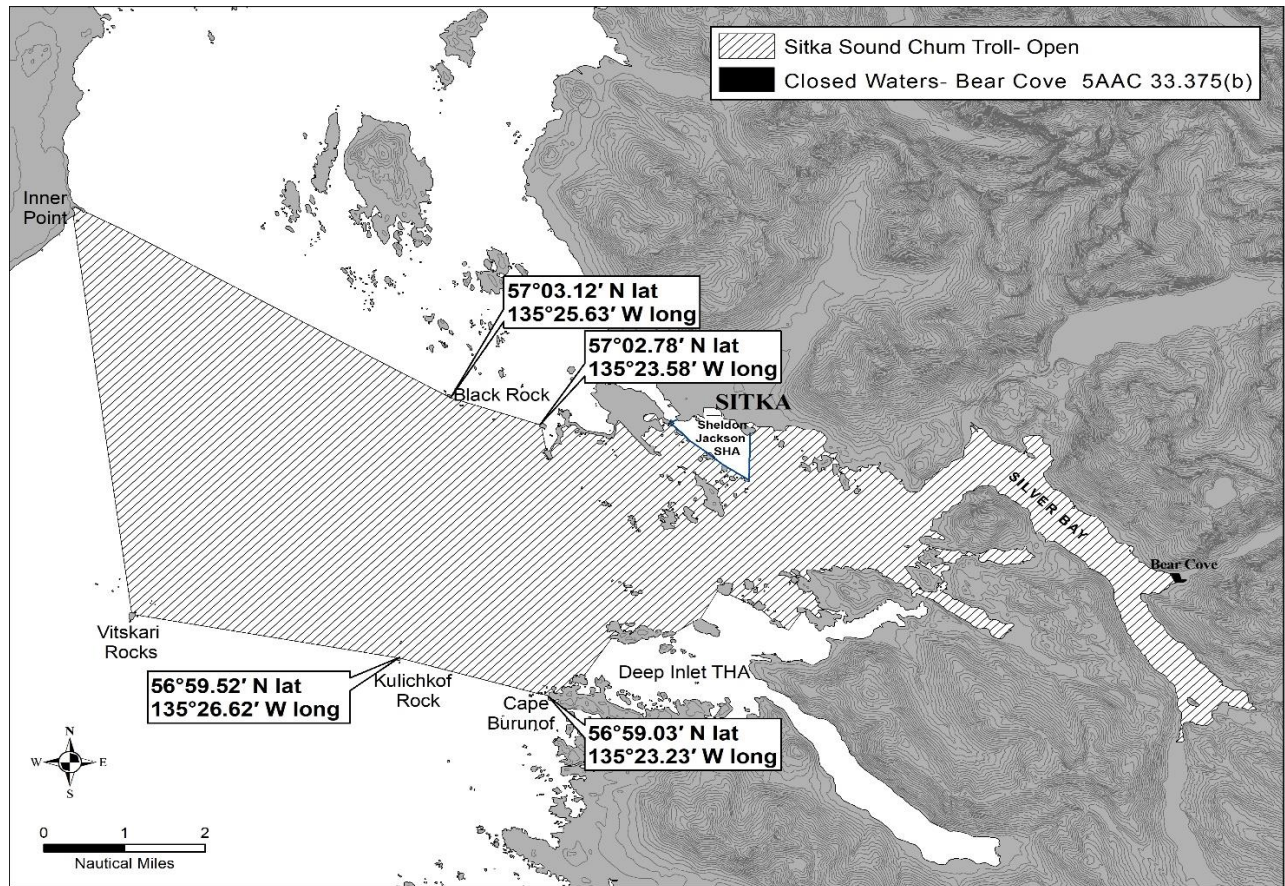 Sitka Sound Chum Troll- Open
Closed Waters- Bear Cove 5AAC 33.375(b)
Inner
Point
57°03.12' N lat
135°25.63' W long
57°02.78' N lat
135°23.58' W long
Black Rock
SITKA
Sheldon
Jackson
SHA
SILVER BAY
Bear Cove
Vitskari
Rocks
56°59.52' N lat
135°26.62' W long
Kulichkof
Rock
Deep Inlet THA
Cape
Burunof
56°59.03' N lat
135°23.23' W long
N
W E
S
0 1 2
Nautical Miles